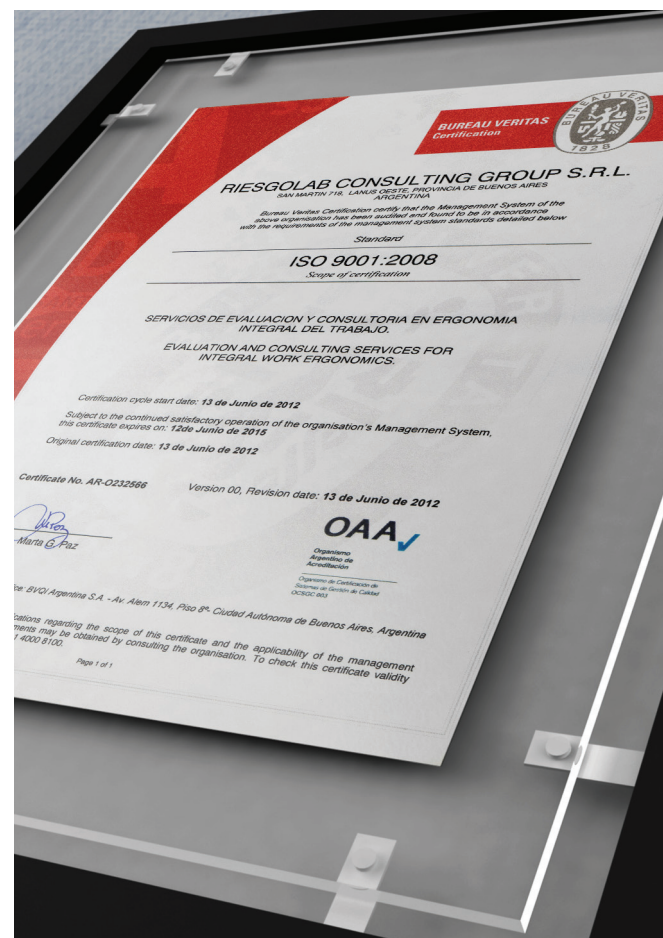 BUREAU VERITAS
Certification
BUREAU VERITAS
1828
RIESGOLAB CONSULTING GROUP S.R.L.
SAN MARTIN 719, LANUS OESTE, PROVINCIA DE BUENOS AIRES
ARGENTINA
Bureau Veritas Certification certify that the Management System of the
above organisation has been audited and found to be in accordance
with the requirements of the management system standards detailed below
Standard
ISO 9001:2008
Scope of certification
SERVICIOS DE EVALUACION Y CONSULTORIA EN ERGONOMIA
INTEGRAL DEL TRABAJO.
EVALUATION AND CONSULTING SERVICES FOR
INTEGRAL WORK ERGONOMICS.
Certification cycle start date: 13 de Junio de 2012
Subject to the continued satisfactory operation of the organisation's Management System,
this certificate expires on: 12de Junio de 2015
Original certification date: 13 de Junio de 2012
Certificate No. AR-O232566 Version 00, Revision date: 13 de Junio de 2012
Marta G. Paz
OAA
Organismo
Argentino de
Acreditación
Organismo de Certificación de
Sistemas de Gestión de Calidad
OCSGC 003
BVQI Argentina S.A. - Av. Alem 1134, Piso 8º- Ciudad Autónoma de Buenos Aires, Argentina
regarding the scope of this certificate and the applicability of the management
may be obtained by consulting the organisation. To check this certificate validity
4000 8100.
Page 1 of 1